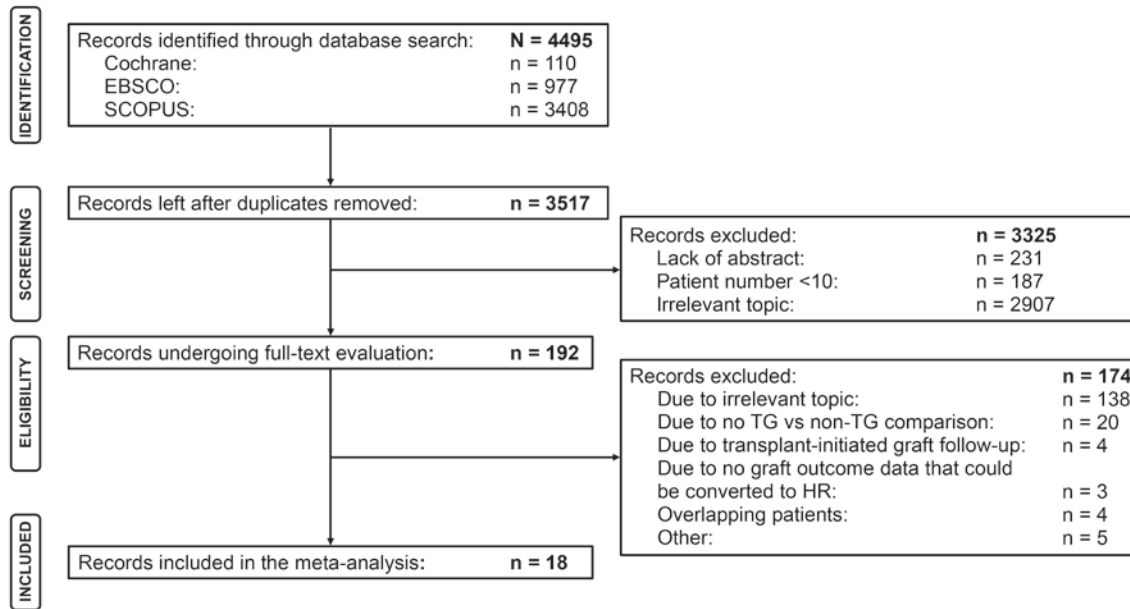 IDENTIFICATION
Records identified through database search: N = 4495
Cochrane: n = 110
EBSCO: n = 977
SCOPUS: n = 3408
SCREENING
Records left after duplicates removed: n = 3517
Records excluded: n = 3325
Lack of abstract: n = 231
Patient number <10: n = 187
Irrelevant topic: n = 2907
ELIGIBILITY
Records undergoing full-text evaluation: n = 192
Records excluded: n = 174
Due to irrelevant topic: n = 138
Due to no TG vs non-TG comparison: n = 20
Due to transplant-initiated graft follow-up: n = 4
Due to no graft outcome data that could
be converted to HR: n = 3
Overlapping patients: n = 4
Other: n = 5
INCLUDED
Records included in the meta-analysis: n = 18